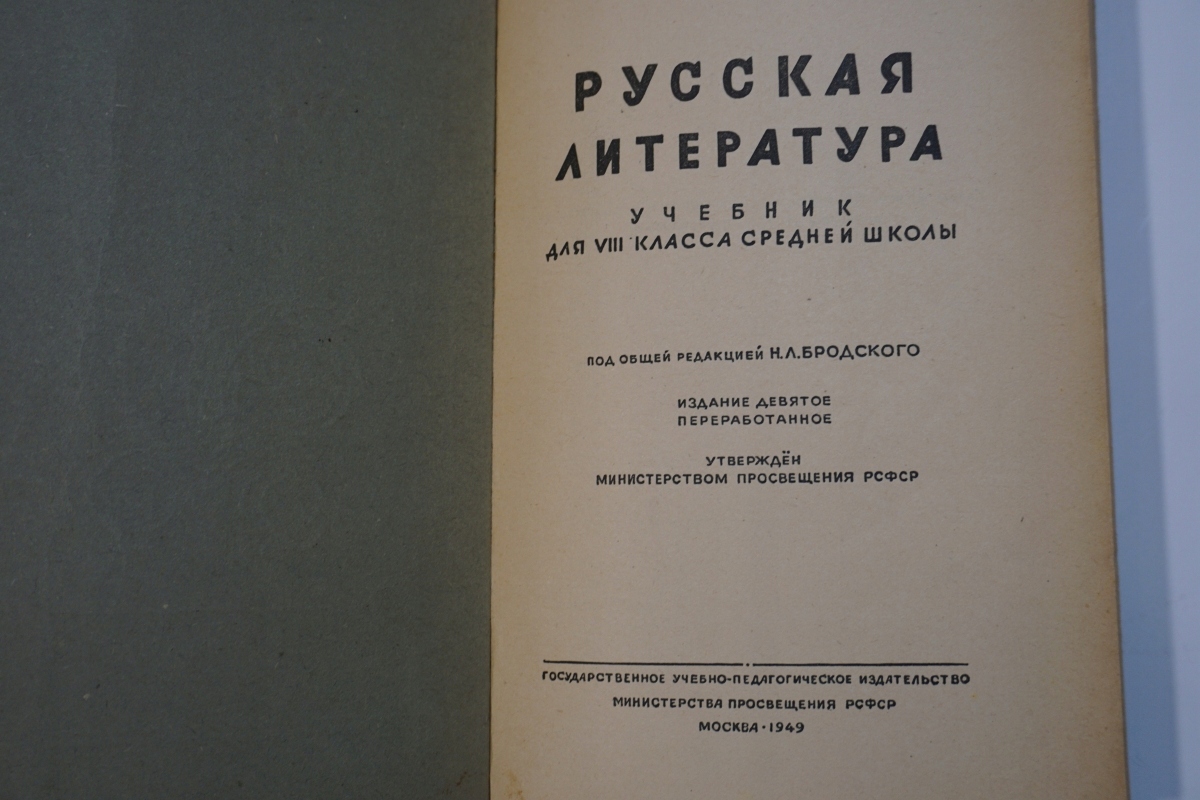 РУССКАЯ
ЛИТЕРАТУРА
УЧЕБНИК
ДЛЯ VIII КЛАССА СРЕДНЕЙ ШКОЛЫ
ПОД ОБЩЕЙ РЕДАКЦИЕЙ Н.Л.БРОДСКОГО
ИЗДАНИЕ ДЕВЯТОЕ
ПЕРЕРАБОТАННОЕ
УТВЕРЖДЁН
МИНИСТЕРСТВОМ ПРОСВЕЩЕНИЯ РСФСР
ГОСУДАРСТВЕННОЕ УЧЕБНО-ПЕДАГОГИЧЕСКОЕ ИЗДАТЕЛЬСТВО
МИНИСТЕРСТВА ПРОСВЕЩЕНИЯ РСФСР
МОСКВА · 1949